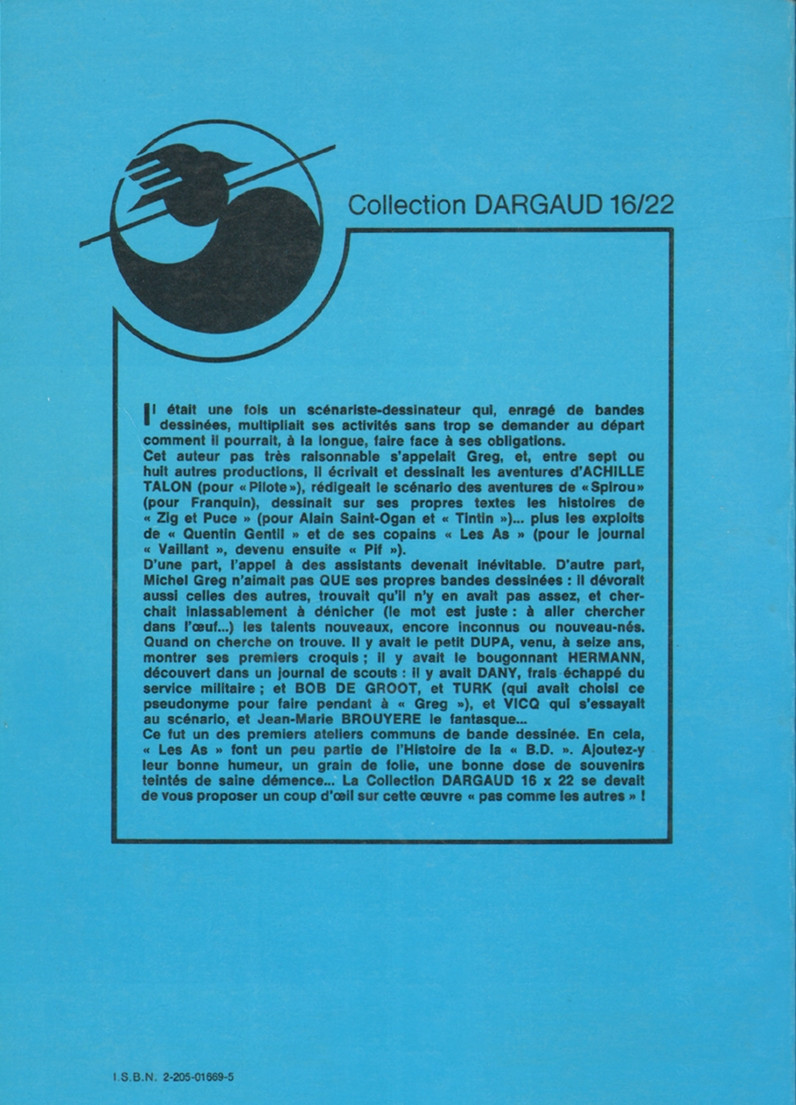 Collection DARGAUD 16/22
Il était une fois un scénariste-dessinateur qui, enragé de bandes
dessinées, multipliait ses activités sans trop se demander au départ
comment il pourrait, à la longue, faire face à ses obligations.
Cet auteur pas très raisonnable s'appelait Greg, et, entre sept ou
huit autres productions, il écrivait et dessinait les aventures d'ACHILLE
TALON (pour « Pilote »), rédigeait le scénario des aventures de « Spirou »
(pour Franquin), dessinait sur ses propres textes les histoires de
« Zig et Puce » (pour Alain Saint-Ogan et « Tintin »)... plus les exploits
de « Quentin Gentil » et de ses copains « Les As » (pour le journal
« Vaillant », devenu ensuite « Pif »).
D'une part, l'appel à des assistants devenait inévitable. D'autre part,
Michel Greg n'aimait pas QUE ses propres bandes dessinées : il dévorait
aussi celles des autres, trouvait qu'il n'y en avait pas assez, et cher-
chait inlassablement à dénicher (le mot est juste : à aller chercher
dans l'œuf...) les talents nouveaux, encore inconnus ou nouveau-nés.
Quand on cherche on trouve. Il y avait le petit DUPA, venu, à seize ans,
montrer ses premiers croquis ; il y avait le bougonnant HERMANN,
découvert dans un journal de scouts : il y avait DANY, frais échappé du
service militaire ; et BOB DE GROOT, et TURK (qui avait choisi ce
pseudonyme pour faire pendant à « Greg »), et VICQ qui s'essayait
au scénario, et Jean-Marie BROUYERE le fantasque...
Ce fut un des premiers ateliers communs de bande dessinée. En cela,
« Les As » font un peu partie de l'Histoire de la « B.D. ». Ajoutez-y
leur bonne humeur, un grain de folie, une bonne dose de souvenirs
teintés de saine démence... La Collection DARGAUD 16 x 22 se devait
de vous proposer un coup d'œil sur cette œuvre « pas comme les autres » !
I.S.B.N. 2-205-01669-5